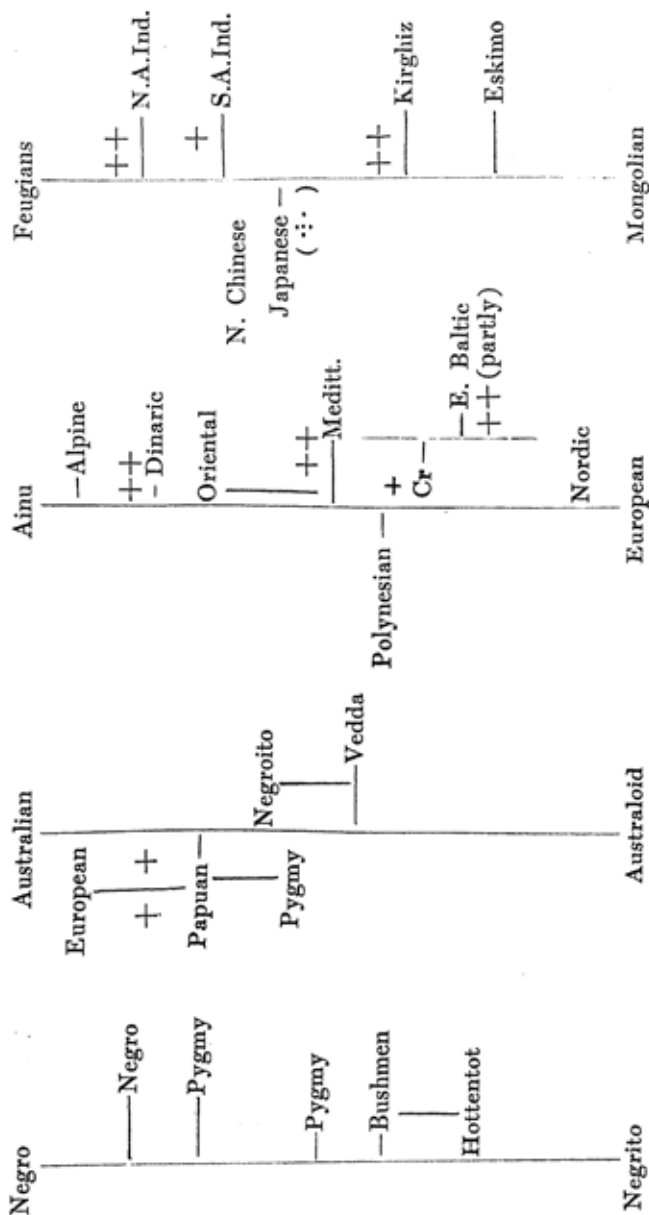 Negro
Negro
Pygmy
Pygmy
Bushmen
Hottentot
Negrito
Australian
European
+ +
Papuan
Pygmy
Negroito
Vedda
Australoid
Ainu
Alpine
++
Dinaric
Oriental
++
Meditt.
Polynesian
+
Cr
E. Baltic
++(partly)
Nordic
European
Feugians
++
N.A.Ind.
+
S.A.Ind.
N. Chinese
Japanese
(⁘)
++
Kirghiz
Eskimo
Mongolian